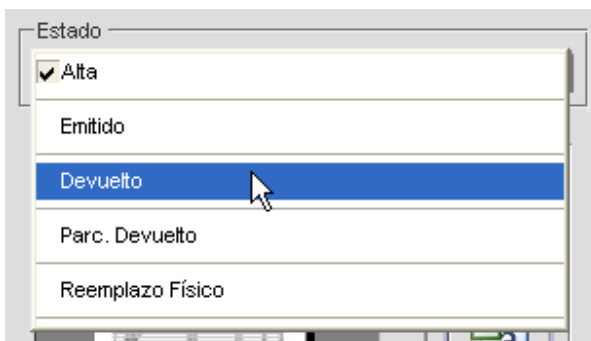 Estado
Alta
Emitido
Devuelto
Parc. Devuelto
Reemplazo Físico